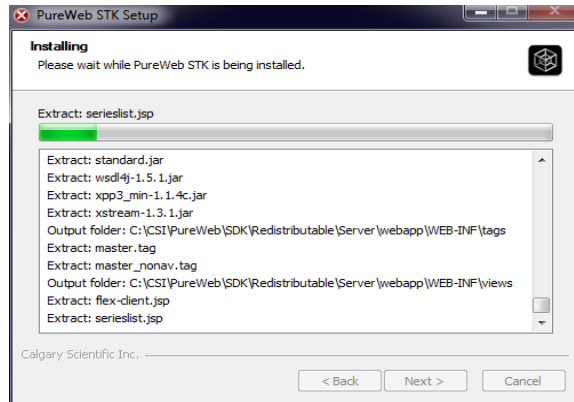 PureWeb STK Setup
Installing
Please wait while PureWeb STK is being installed.
Extract: serieslist.jsp
Extract: standard.jar
Extract: wsdl4j-1.5.1.jar
Extract: xpp3_min-1.1.4c.jar
Extract: xstream-1.3.1.jar
Output folder: C:\CSI\PureWeb\SDK\Redistributable\Server\webapp\WEB-INF\tags
Extract: master.tag
Extract: master_nonav.tag
Output folder: C:\CSI\PureWeb\SDK\Redistributable\Server\webapp\WEB-INF\views
Extract: flex-client.jsp
Extract: serieslist.jsp
Calgary Scientific Inc.
< Back Next > Cancel